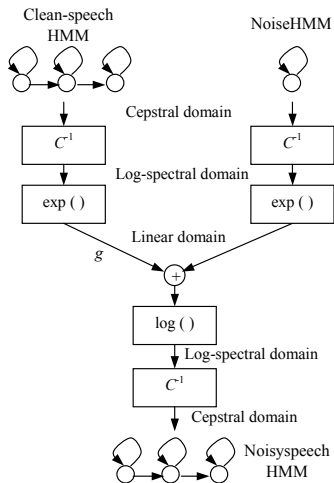 Clean-speech
HMM
NoiseHMM
Cepstral domain
C⁻¹
C⁻¹
Log-spectral domain
exp ( )
exp ( )
Linear domain
g
+
log ( )
Log-spectral domain
C⁻¹
Cepstral domain
Noisyspeech
HMM